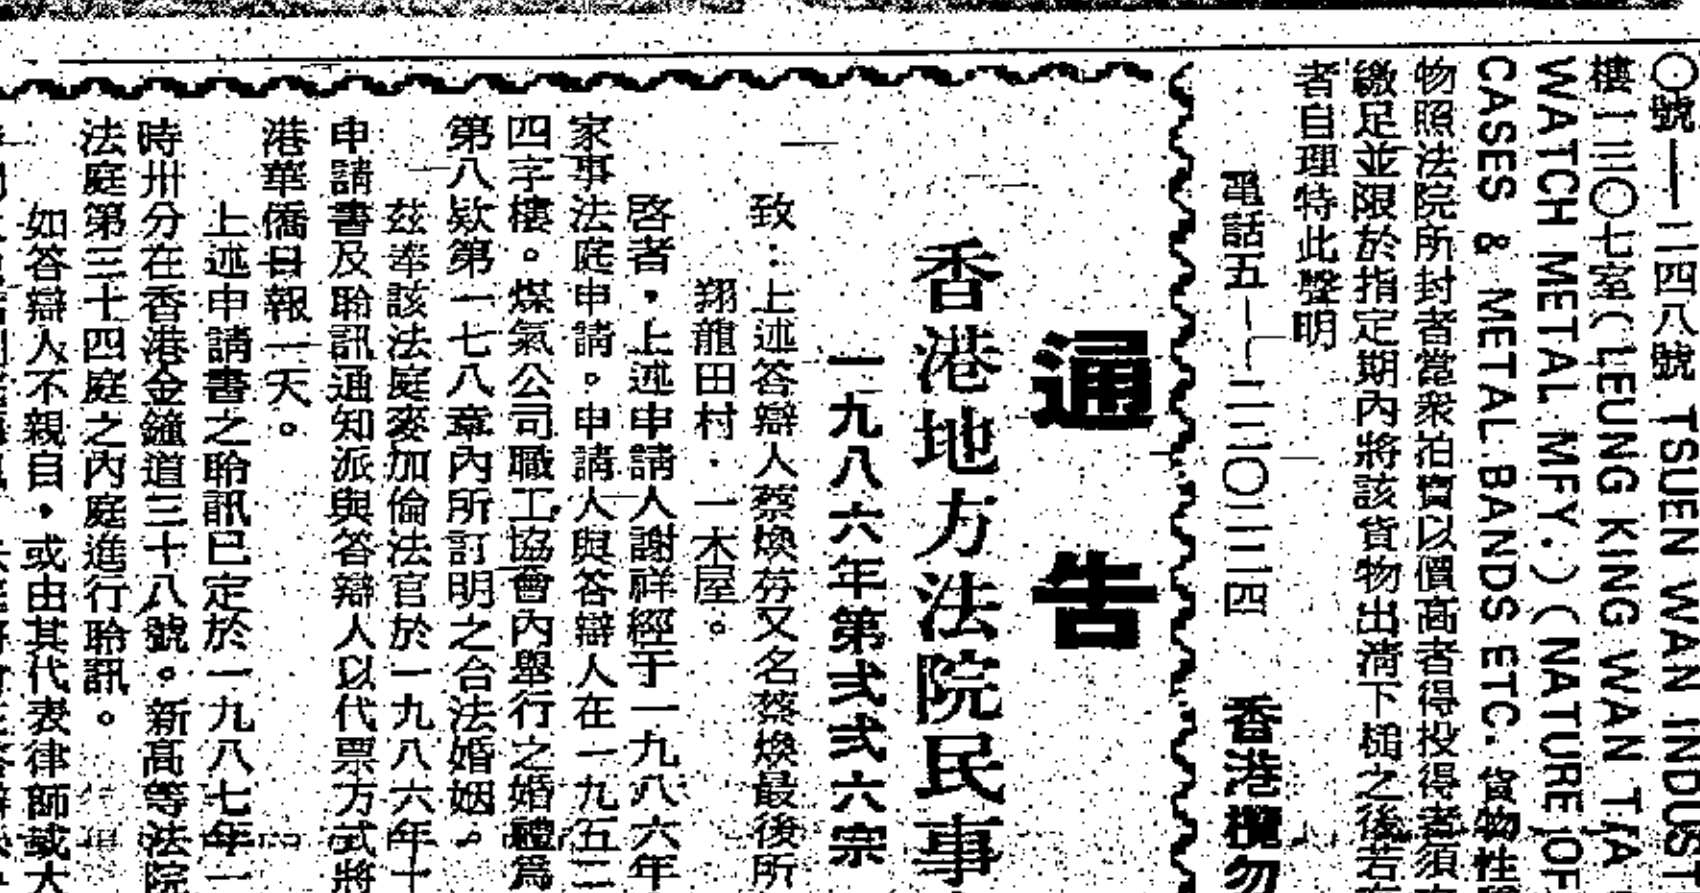 〇號——二四八號 TSUEN WAN INDUST
樓一三〇七室(LEUNG KING WAN T/A
WATCH METAL MFY.)(NATURE OF
CASES & METAL BANDS ETC. 貨物性
物照法院所封者當衆拍賣以價高者得投得者須
繳足並限於指定期內將該貨物出清下槌之後若
者自理特此聲明
電話五-
香港
通告
香港地方法院民事
一九八六年第弍弍六宗
致：上述答辯人蔡煥芬又名蔡煥最後所
翔龍田村．一木屋。
啓者，上述申請人謝祥經于一九八六年
家事法庭申請。申請人與答辯人在一九五二
四字樓。煤氣公司職工協會內舉行之婚禮爲
第八欵第一七八章內所訂明之合法婚姻。
茲奉該法庭麥加倫法官於一九八六年十
申請書及聆訊通知派與答辯人以代票方式將
港華僑日報一天。
上述申請書之聆訊已定於一九八七年一
時卅分在香港金鐘道三十八號。新高等法院
法庭第三十四庭之內庭進行聆訊。
如答辯人不親自，或由其代表律師或大